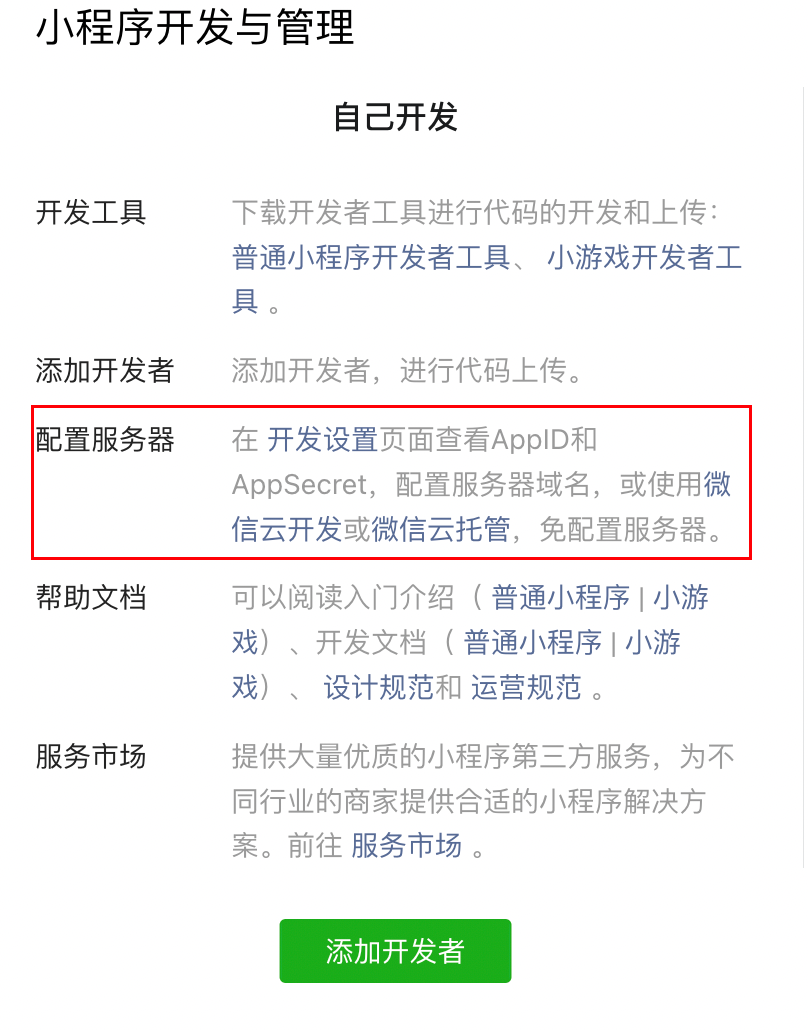 小程序开发与管理
自己开发
开发工具
下载开发者工具进行代码的开发和上传：
普通小程序开发者工具、 小游戏开发者工
具 。
添加开发者
添加开发者，进行代码上传。
配置服务器
在 开发设置页面查看AppID和
AppSecret，配置服务器域名，或使用微
信云开发或微信云托管，免配置服务器。
帮助文档
可以阅读入门介绍（ 普通小程序 | 小游
戏）、开发文档（ 普通小程序 | 小游
戏）、 设计规范和 运营规范 。
服务市场
提供大量优质的小程序第三方服务，为不
同行业的商家提供合适的小程序解决方
案。前往 服务市场 。
添加开发者